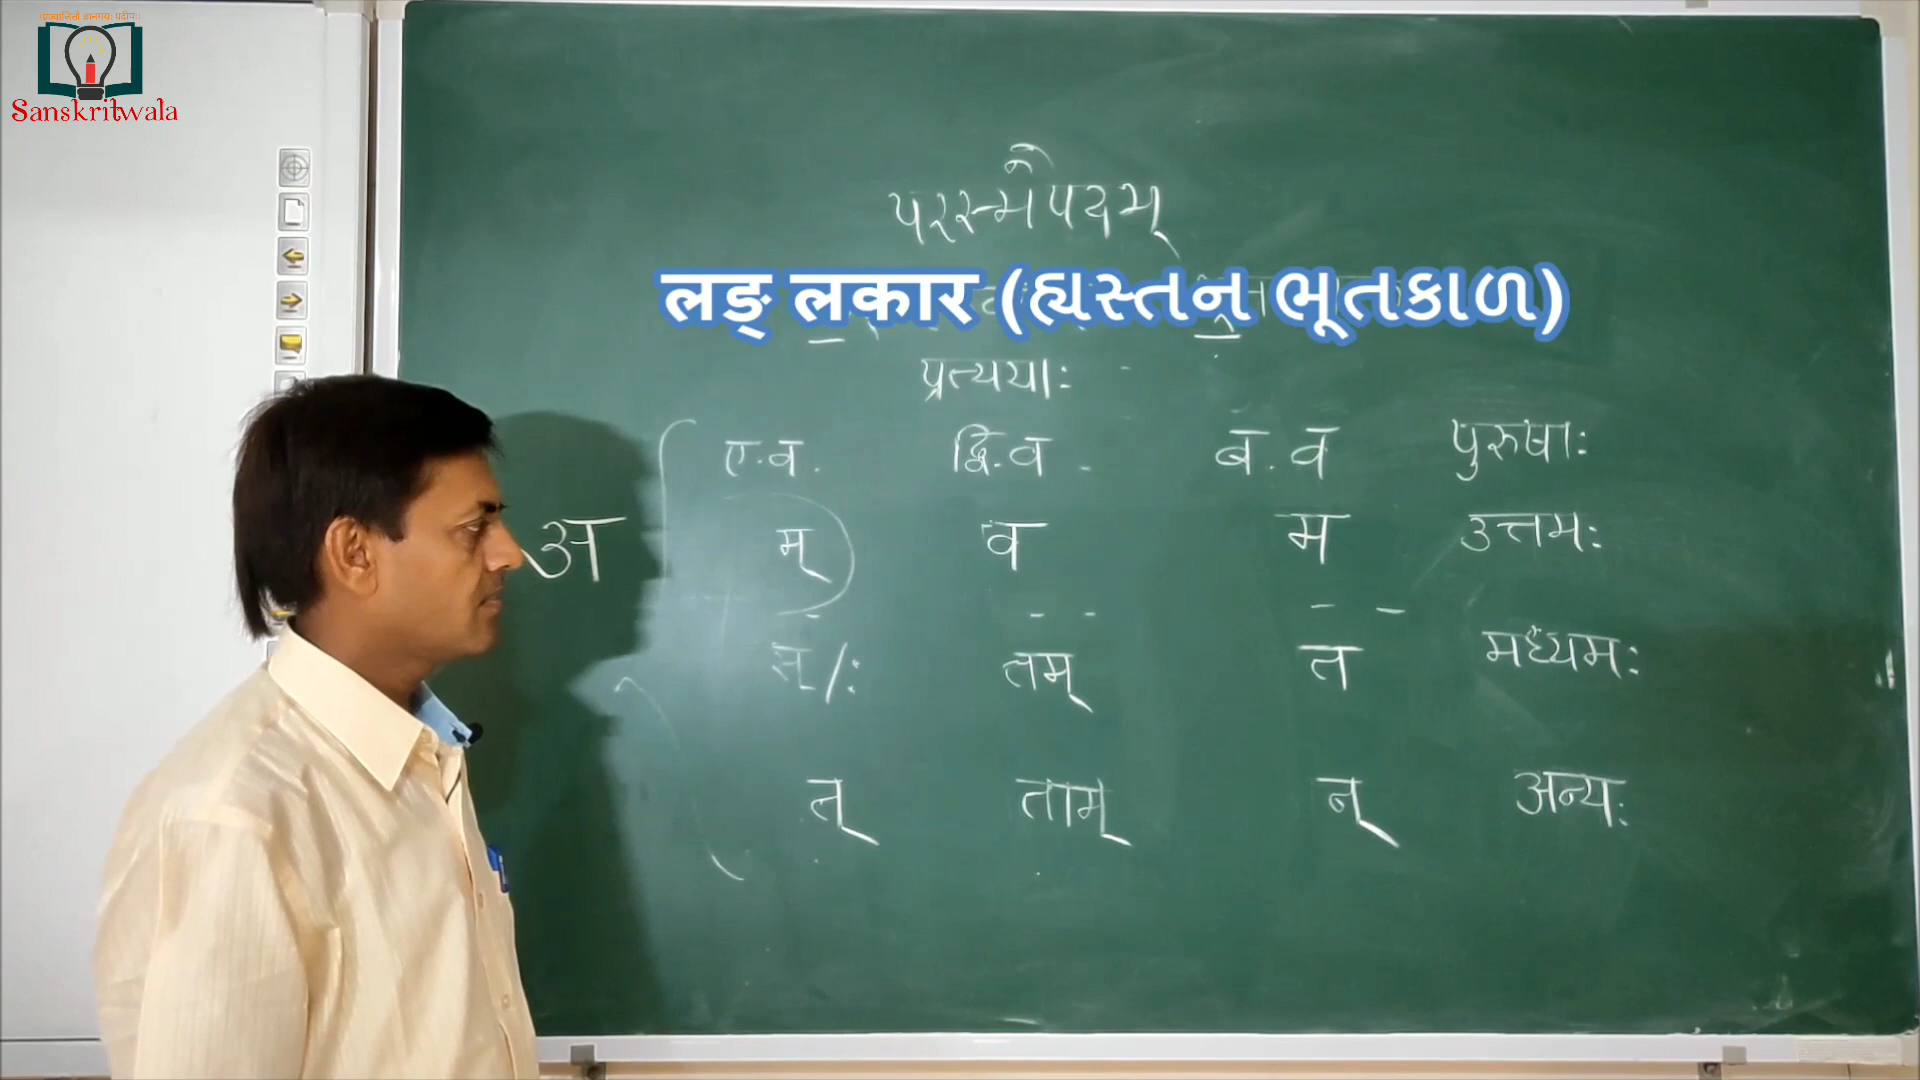 Sanskritwala
परस्मैपदम्
लङ् लकार (હ્યસ્તન ભૂતકાળ)
प्रत्ययाः
ए.व. द्वि.व. ब.व पुरुषाः
अ म् व म उत्तमः
स्/: तम् त मध्यमः
त् ताम् न् अन्यः